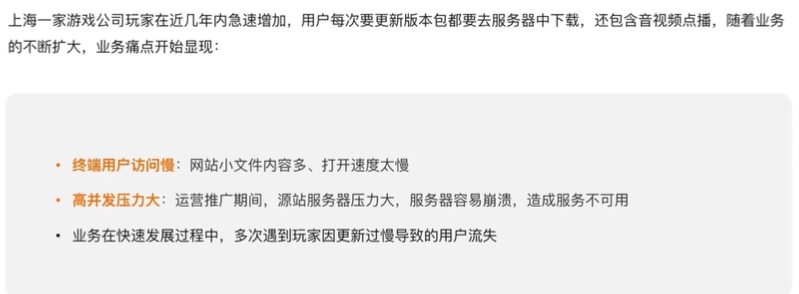 上海一家游戏公司玩家在近几年内急速增加，用户每次要更新版本包都要去服务器中下载，还包含音视频点播，随着业务
的不断扩大，业务痛点开始显现：
• 终端用户访问慢：网站小文件内容多、打开速度太慢
• 高并发压力大：运营推广期间，源站服务器压力大，服务器容易崩溃，造成服务不可用
• 业务在快速发展过程中，多次遇到玩家因更新过慢导致的用户流失